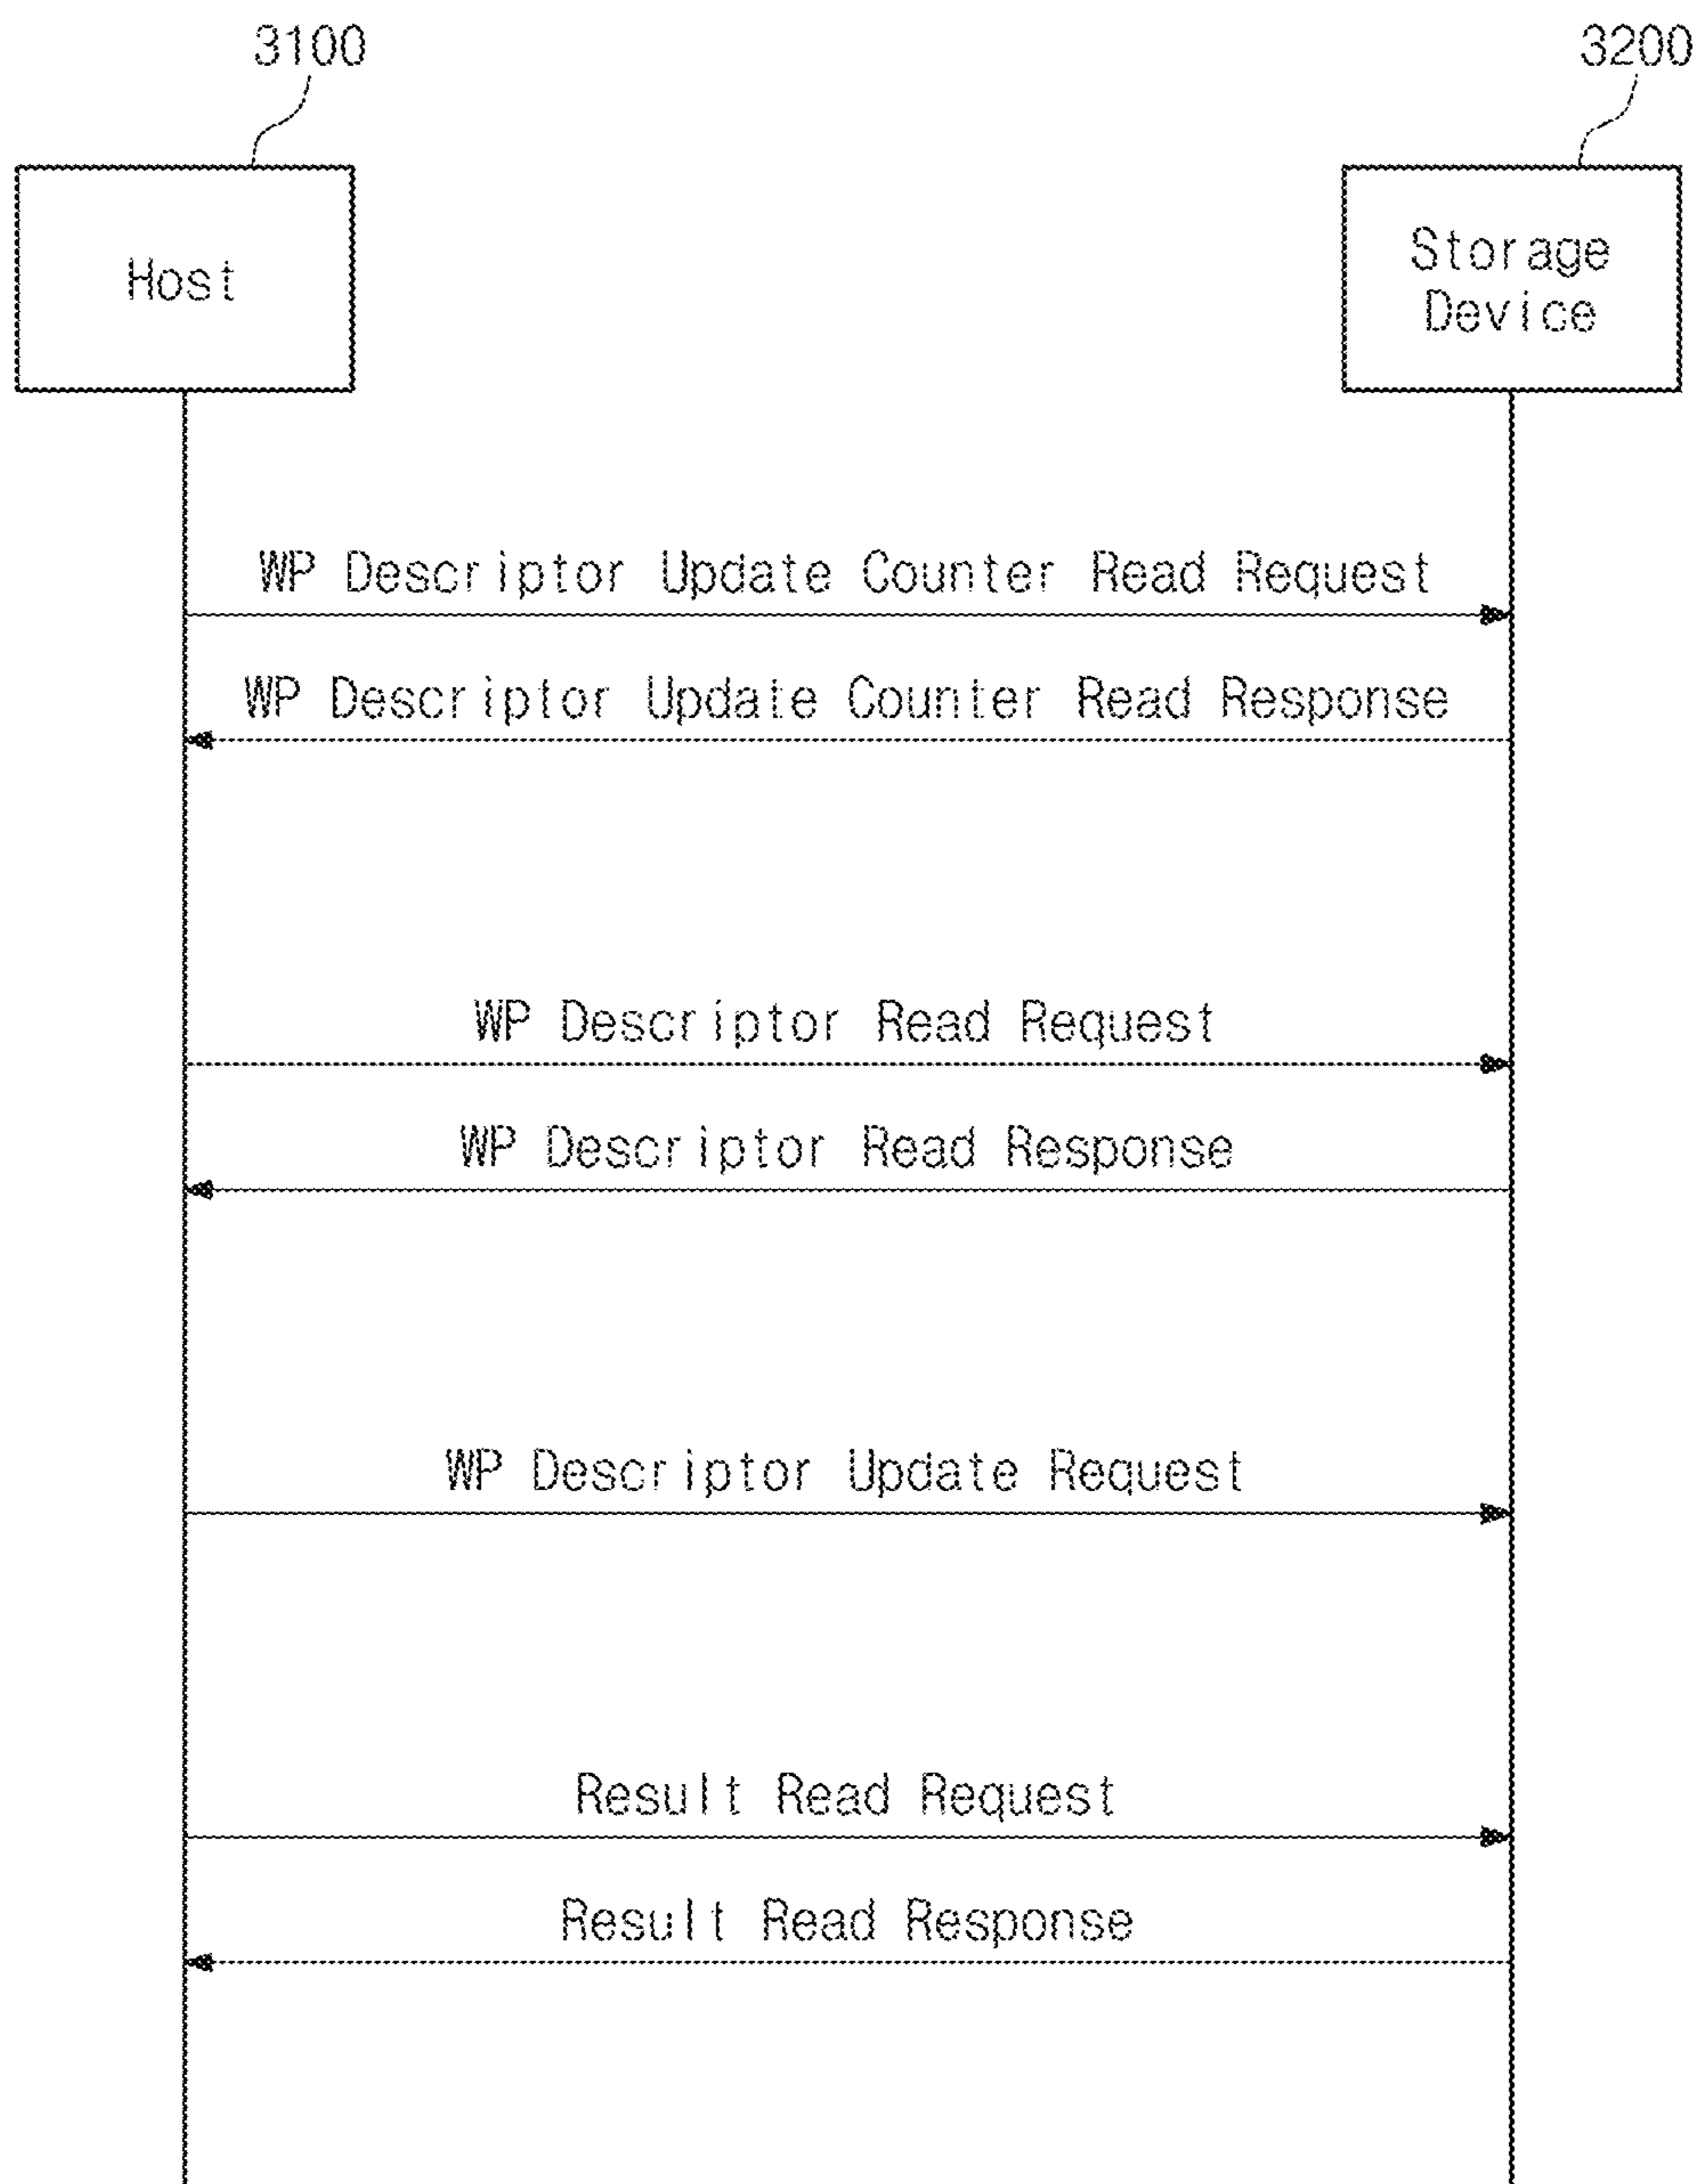 3100
3200
Host
Storage
Device
WP Descriptor Update Counter Read Request
WP Descriptor Update Counter Read Response
WP Descriptor Read Request
WP Descriptor Read Response
WP Descriptor Update Request
Result Read Request
Result Read Response